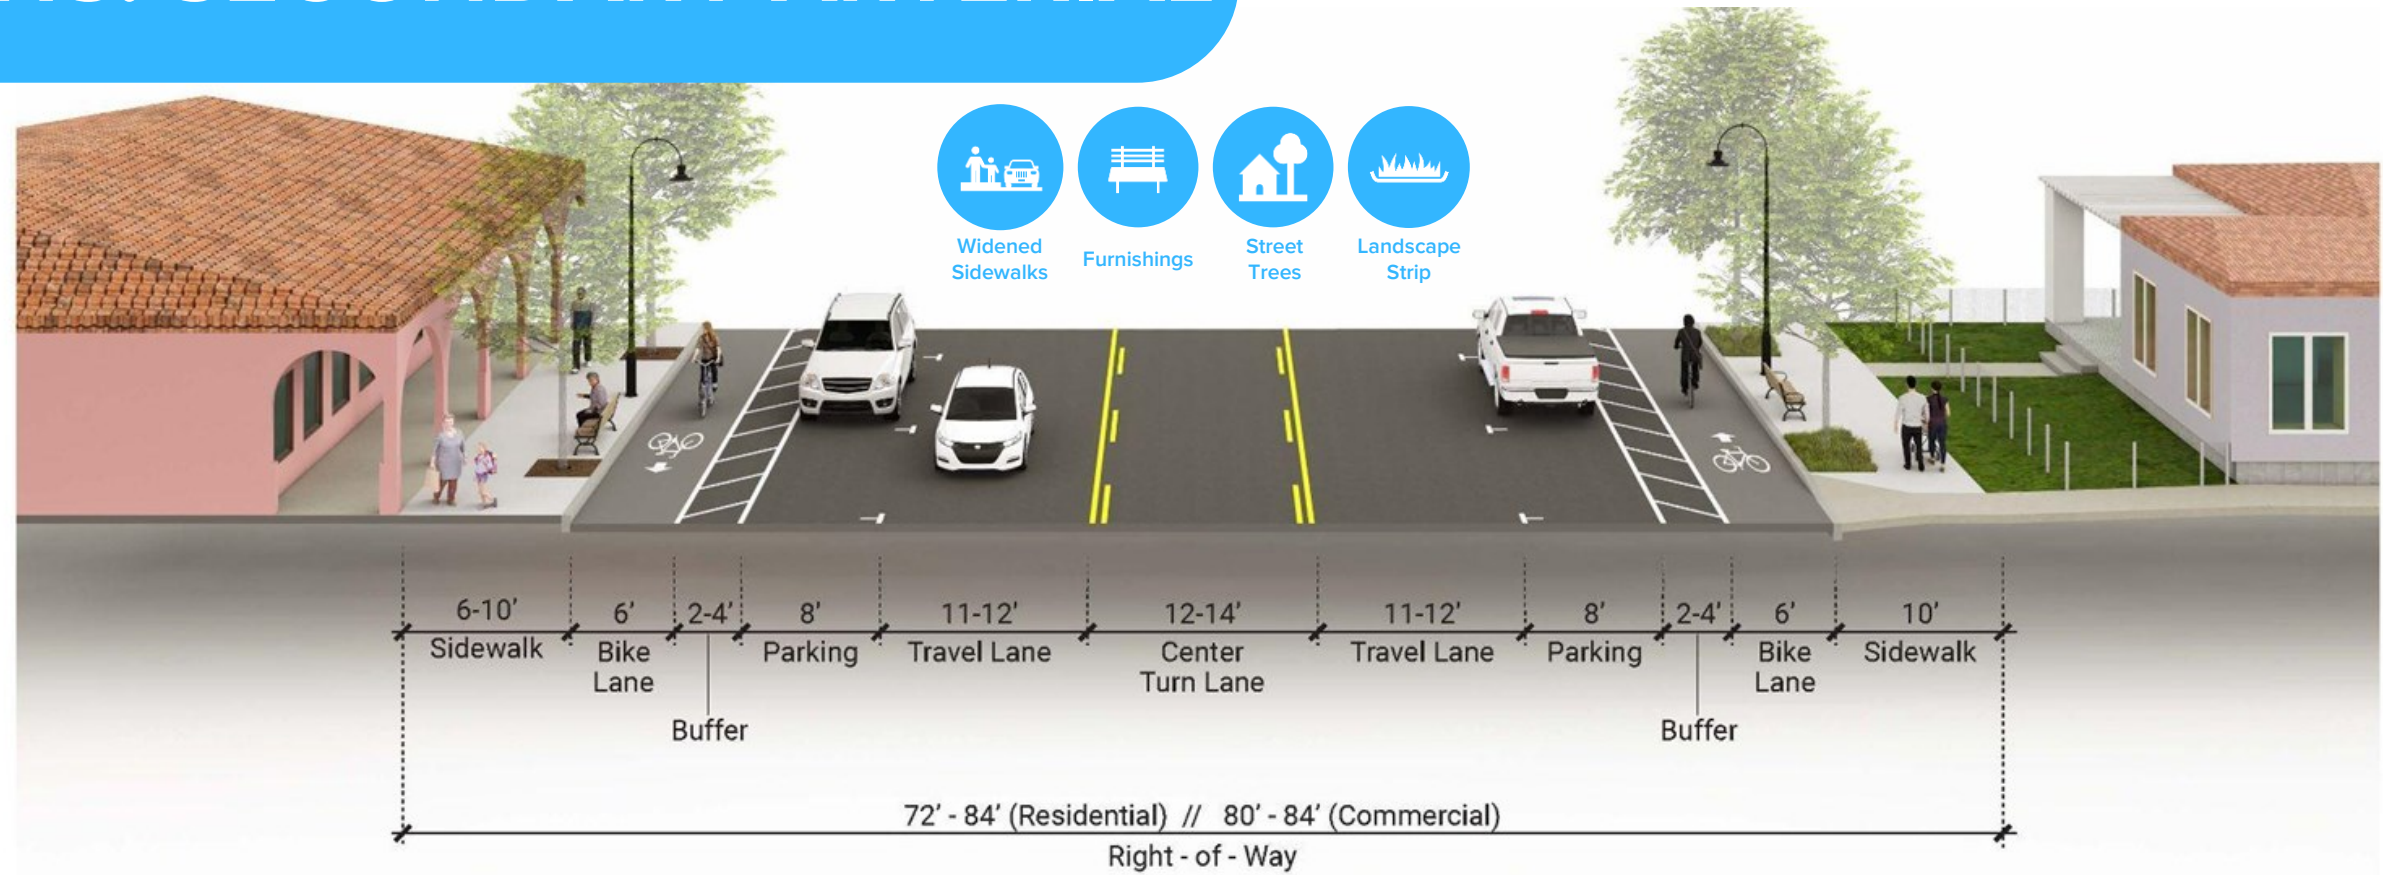 Widened
Sidewalks
Furnishings
Street
Trees
Landscape
Strip
6-10’ 6’ 2-4’ 8’ 11-12’ 12-14’ 11-12’ 8’ 2-4’ 6’ 10’
Sidewalk Bike Lane Parking Travel Lane Center Turn Lane Travel Lane Parking Bike Lane Sidewalk
Buffer Buffer
72’ - 84’ (Residential) // 80’ - 84’ (Commercial)
Right - of - Way